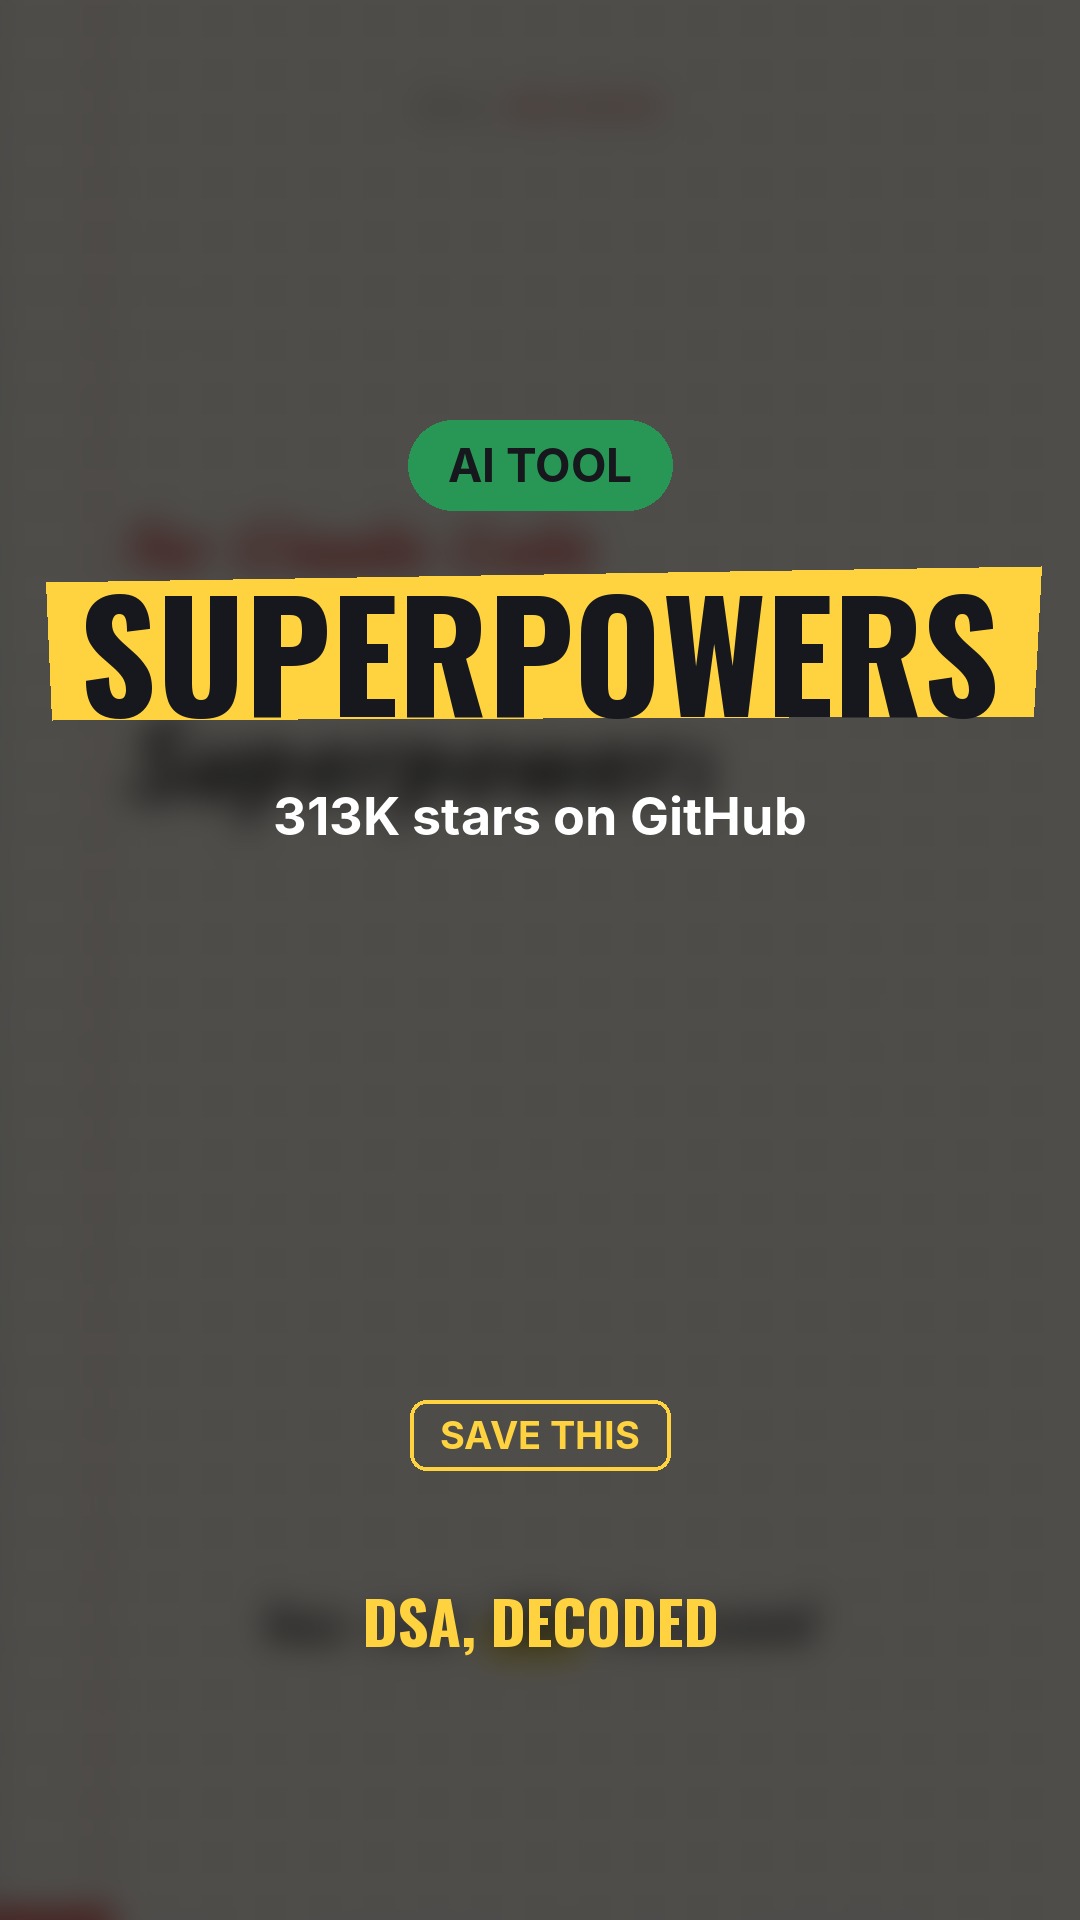 AI TOOL
SUPERPOWERS
313K stars on GitHub
SAVE THIS
DSA, DECODED